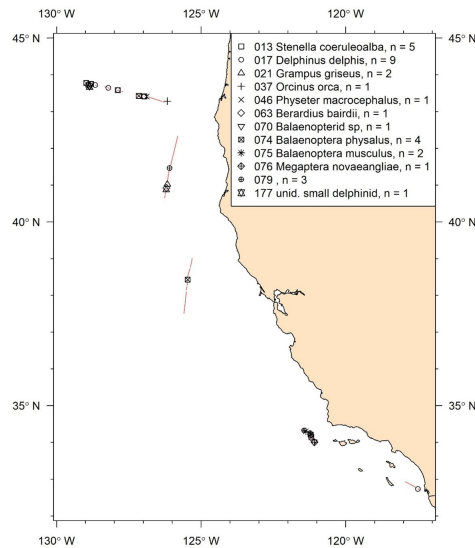 130° W
125° W
120° W
45° N
45° N
013 Stenella coeruleoalba, n = 5
017 Delphinus delphis, n = 9
021 Grampus griseus, n = 2
037 Orcinus orca, n = 1
046 Physeter macrocephalus, n = 1
063 Berardius bairdii, n = 1
070 Balaenopterid sp, n = 1
074 Balaenoptera physalus, n = 4
075 Balaenoptera musculus, n = 2
076 Megaptera novaeangliae, n = 1
079 , n = 3
177 unid. small delphinid, n = 1
40° N
40° N
35° N
35° N
130° W
125° W
120° W